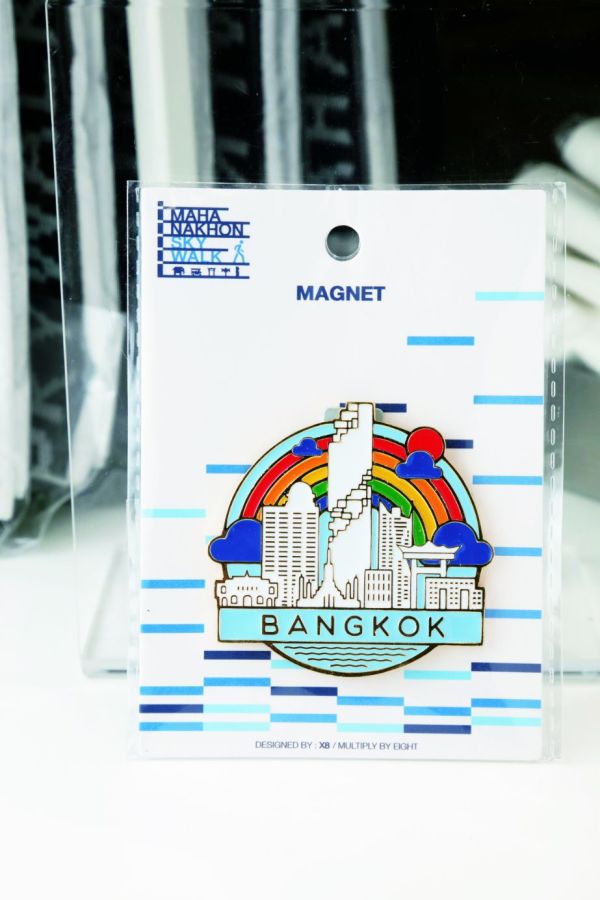 MAHA
NAKHON
SKY
WALK
MAGNET
BANGKOK
DESIGNED BY : X8 / MULTIPLY BY EIGHT